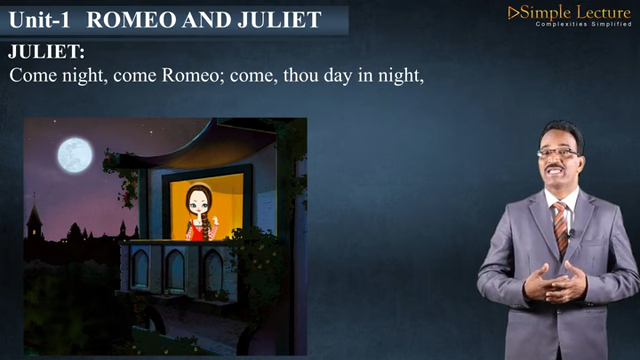 Unit-1 ROMEO AND JULIET
Simple Lecture
Complexities Simplified
JULIET:
Come night, come Romeo; come, thou day in night,